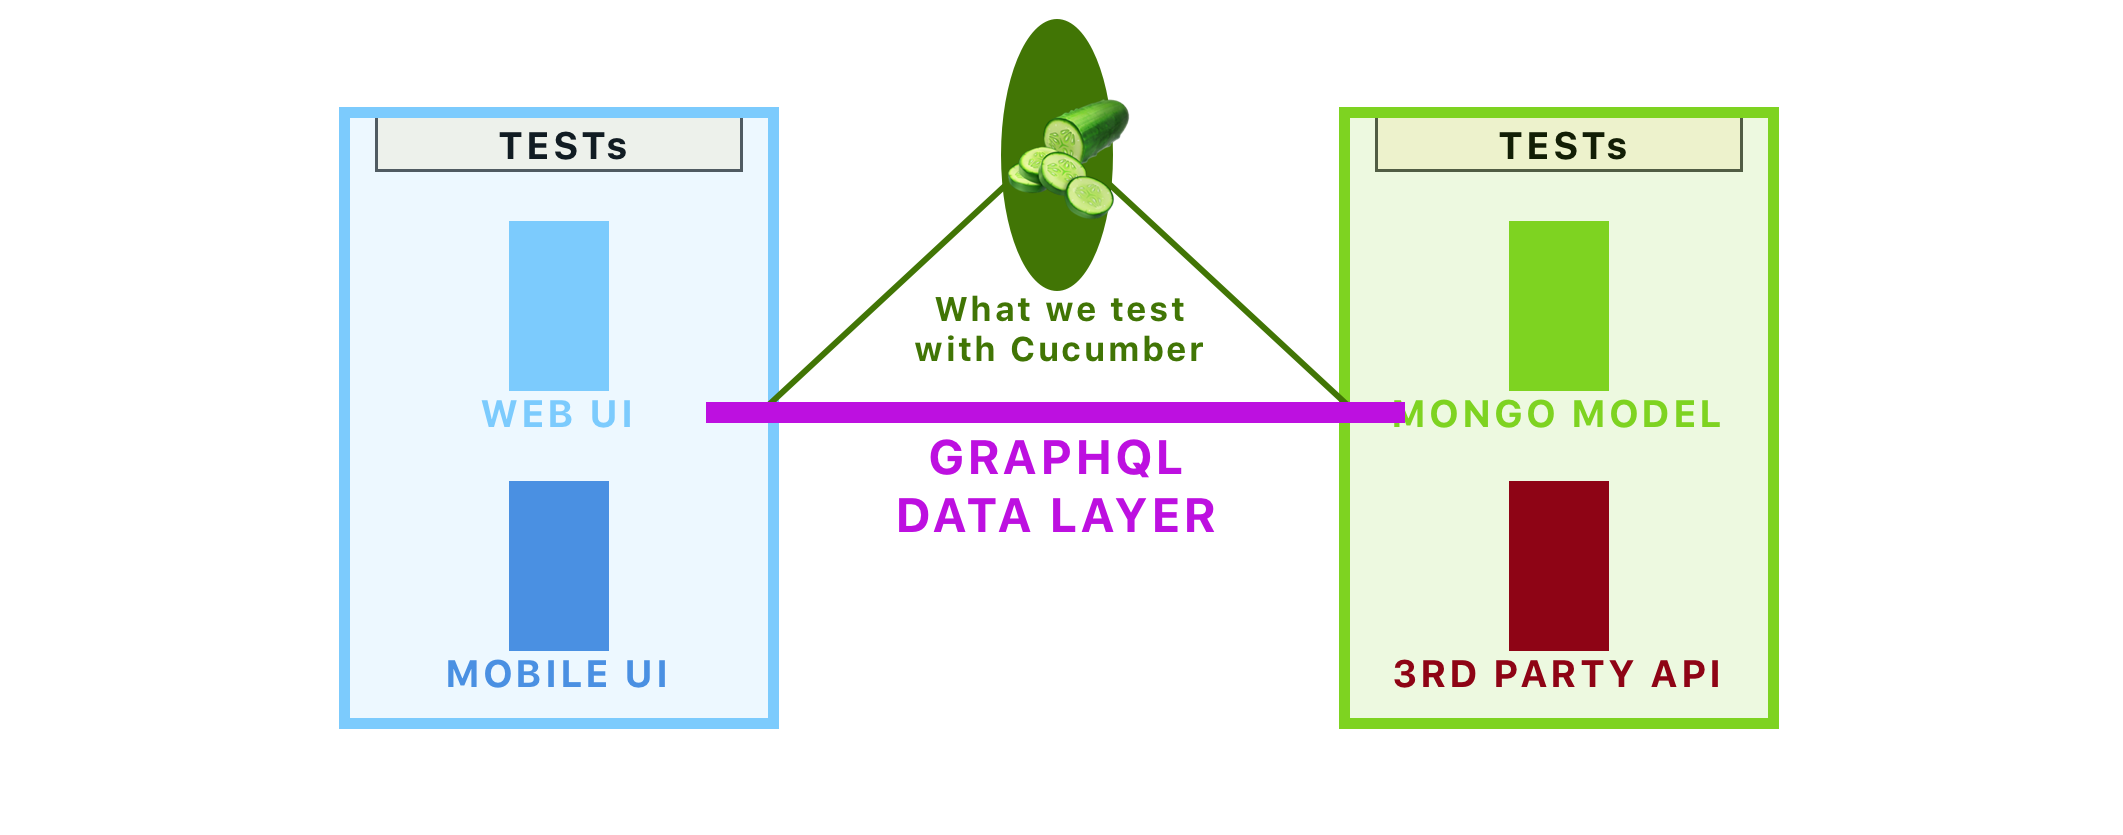 TESTs
WEB UI
MOBILE UI
What we test
with Cucumber
GRAPHQL
DATA LAYER
TESTs
MONGO MODEL
3RD PARTY API